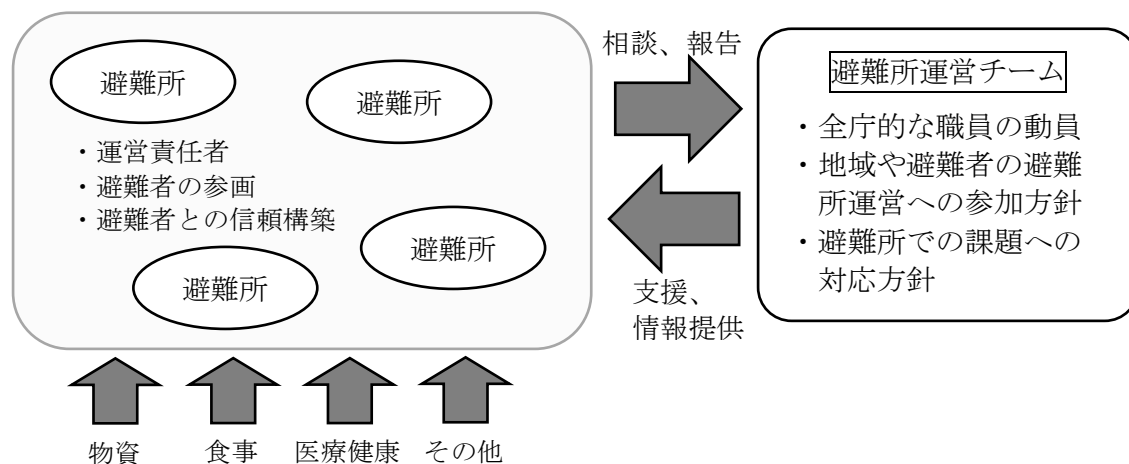 避難所
避難所
・運営責任者
・避難者の参画
・避難者との信頼構築
避難所
避難所
相談、報告
支援、
情報提供
避難所運営チーム
・全庁的な職員の動員
・地域や避難者の避難
所運営への参加方針
・避難所での課題への
対応方針
物資
食事
医療健康
その他